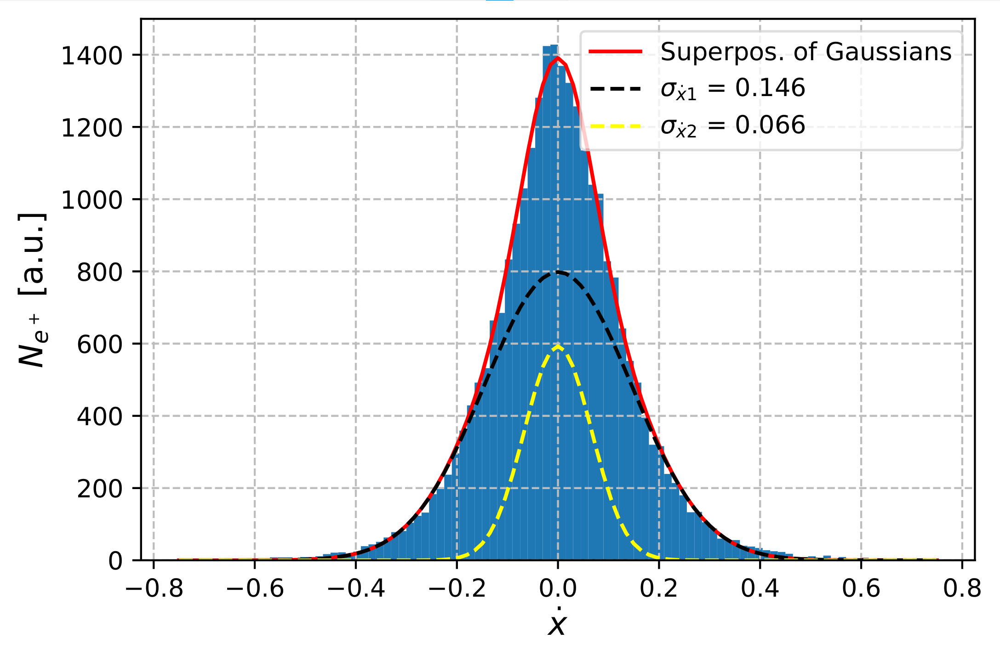 Superpos. of Gaussians
σẋ1 = 0.146
σẋ2 = 0.066
1400
1200
1000
800
600
400
200
0
Ne+ [a.u.]
−0.8 −0.6 −0.4 −0.2 0.0 0.2 0.4 0.6 0.8
ẋ